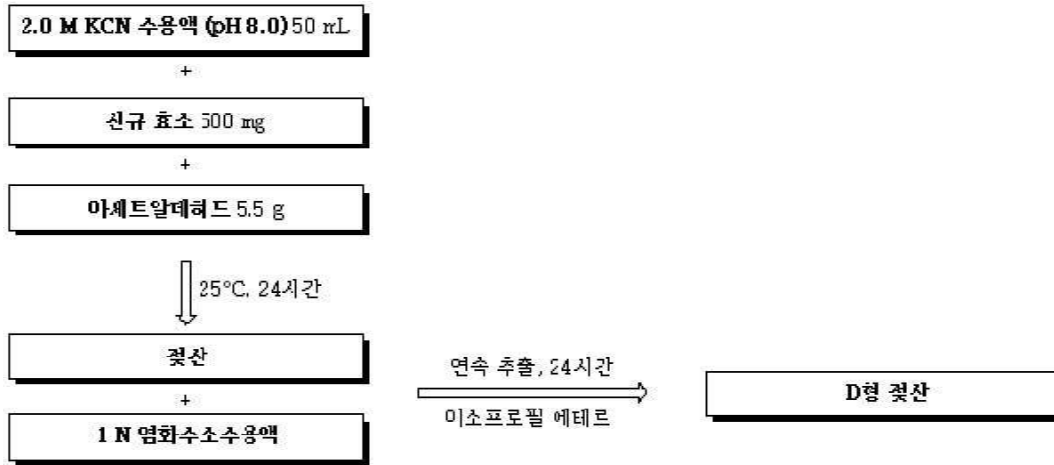 2.0 M KCN 수용액 (pH 8.0) 50 mL
+
신규 효소 500 mg
+
아세트알데히드 5.5 g
25°C, 24시간
젖산
+
1 N 염화수소수용액
연속 추출, 24시간
이소프로필 에테르
D형 젖산